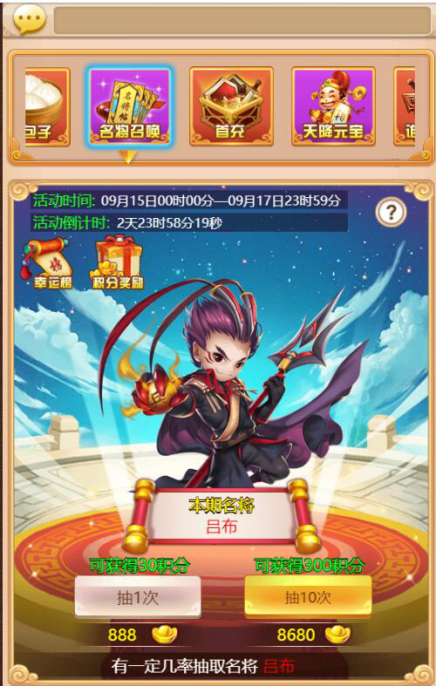 包子
名将召唤
首充
天降元宝
活动时间: 09月15日00时00分—09月17日23时59分
?
活动倒计时: 2天23时58分19秒
幸运榜
积分奖励
本期名将
吕布
可获得30积分
可获得300积分
抽1次
抽10次
888
8680
有一定几率抽取名将 吕布